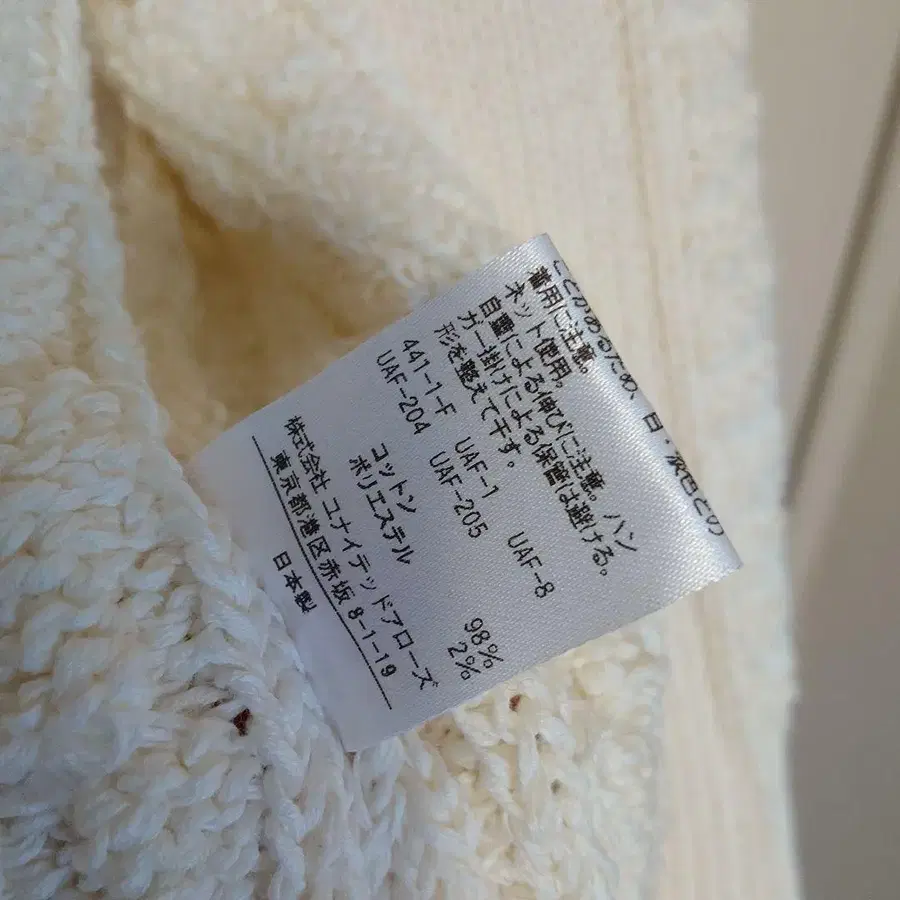 ことがあるため、白・淡色との
着用に注意。
ネット使用。
自重による伸びに注意。ハン
ガー掛けによる保管は避ける。
形を整えて干す。
441-1-F UAF-1 UAF-8
UAF-204 UAF-205
コットン 98%
ポリエステル 2%
株式会社 ユナイテッドアローズ
東京都港区赤坂 8-1-19
日本製